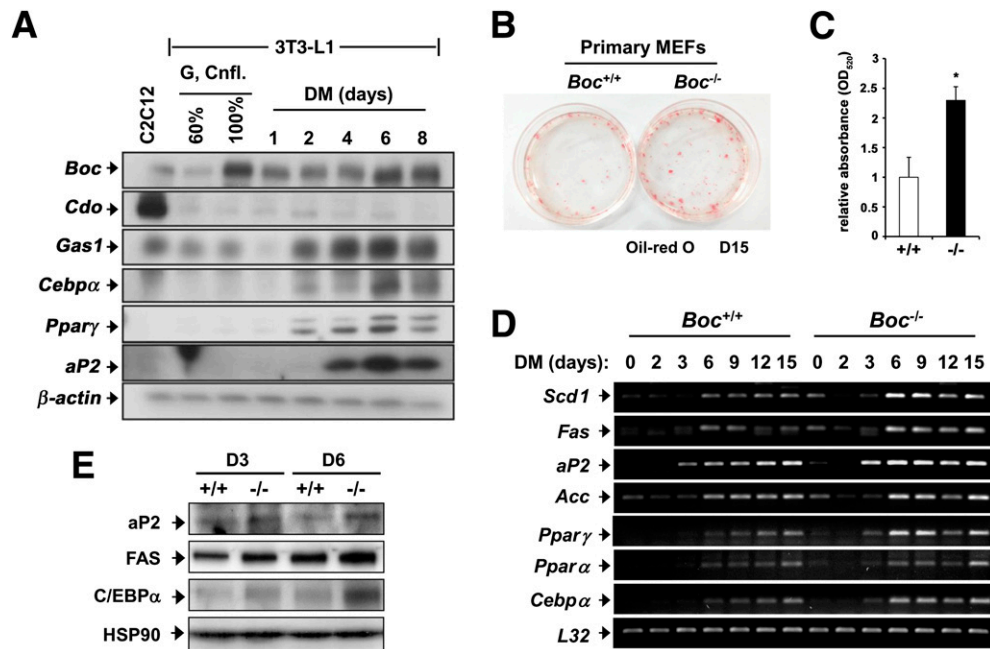 A
3T3-L1
C2C12
G, Cnfl.
60%
100%
DM (days)
1 2 4 6 8
Boc
Cdo
Gas1
Cebpα
Pparγ
aP2
β-actin
B
Primary MEFs
Boc+/+ Boc-/-
Oil-red O D15
C
relative absorbance (OD520)
3
2.5
2
1.5
1
0.5
0
*
+/+ -/-
D
Boc+/+ Boc-/-
DM (days): 0 2 3 6 9 12 15 0 2 3 6 9 12 15
Scd1
Fas
aP2
Acc
Pparγ
Pparα
Cebpα
L32
E
D3 D6
+/+ -/- +/+ -/-
aP2
FAS
C/EBPα
HSP90